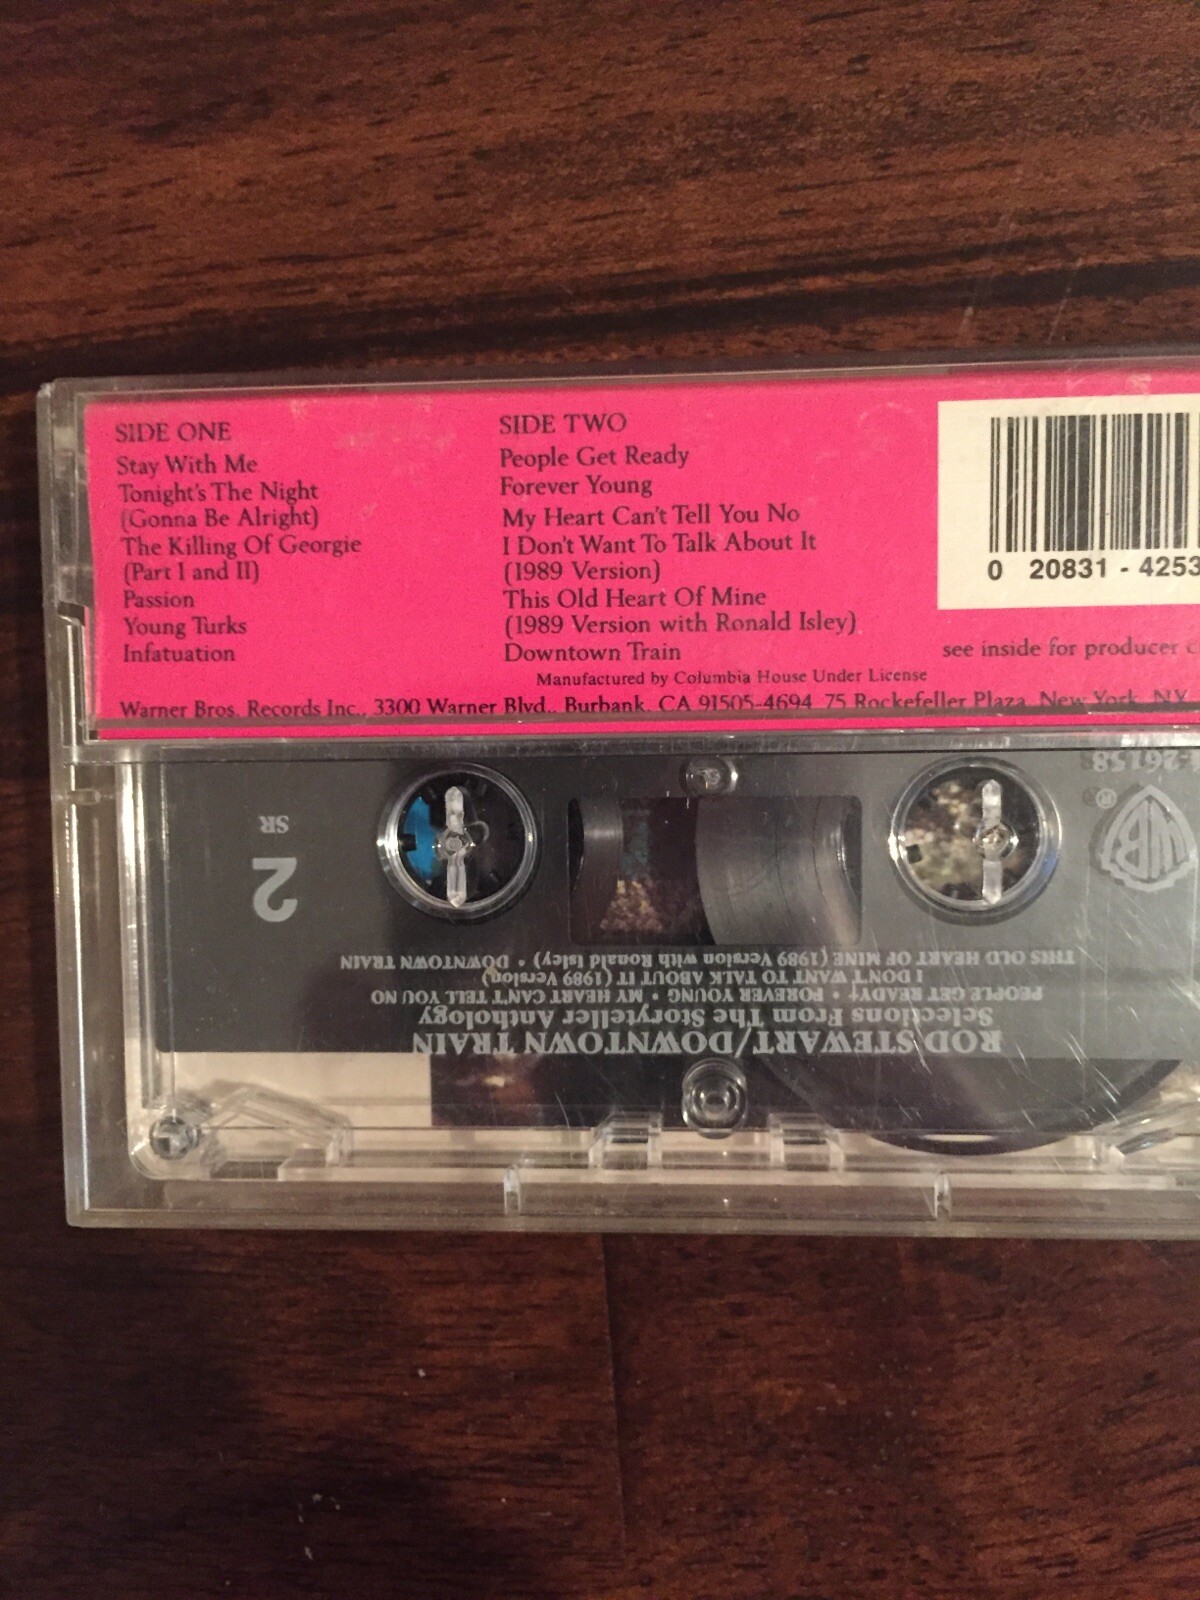 SIDE ONE
Stay With Me
Tonight's The Night
(Gonna Be Alright)
The Killing Of Georgie
(Part I and II)
Passion
Young Turks
Infatuation
SIDE TWO
People Get Ready
Forever Young
My Heart Can't Tell You No
I Don't Want To Talk About It
(1989 Version)
This Old Heart Of Mine
(1989 Version with Ronald Isley)
Downtown Train
0 20831 - 4253
see inside for producer
Manufactured by Columbia House Under License
Warner Bros. Records Inc., 3300 Warner Blvd., Burbank, CA 91505-4694 75 Rockefeller Plaza, New York, NY
ROD STEWART/DOWNTOWN TRAIN
Selections From The Storyteller Anthology
PEOPLE GET READY† • FOREVER YOUNG • MY HEART CAN'T TELL YOU NO
I DON'T WANT TO TALK ABOUT IT (1989 Version)
THIS OLD HEART OF MINE (1989 Version with Ronald Isley) • DOWNTOWN TRAIN
2
SR
WB
®
26158